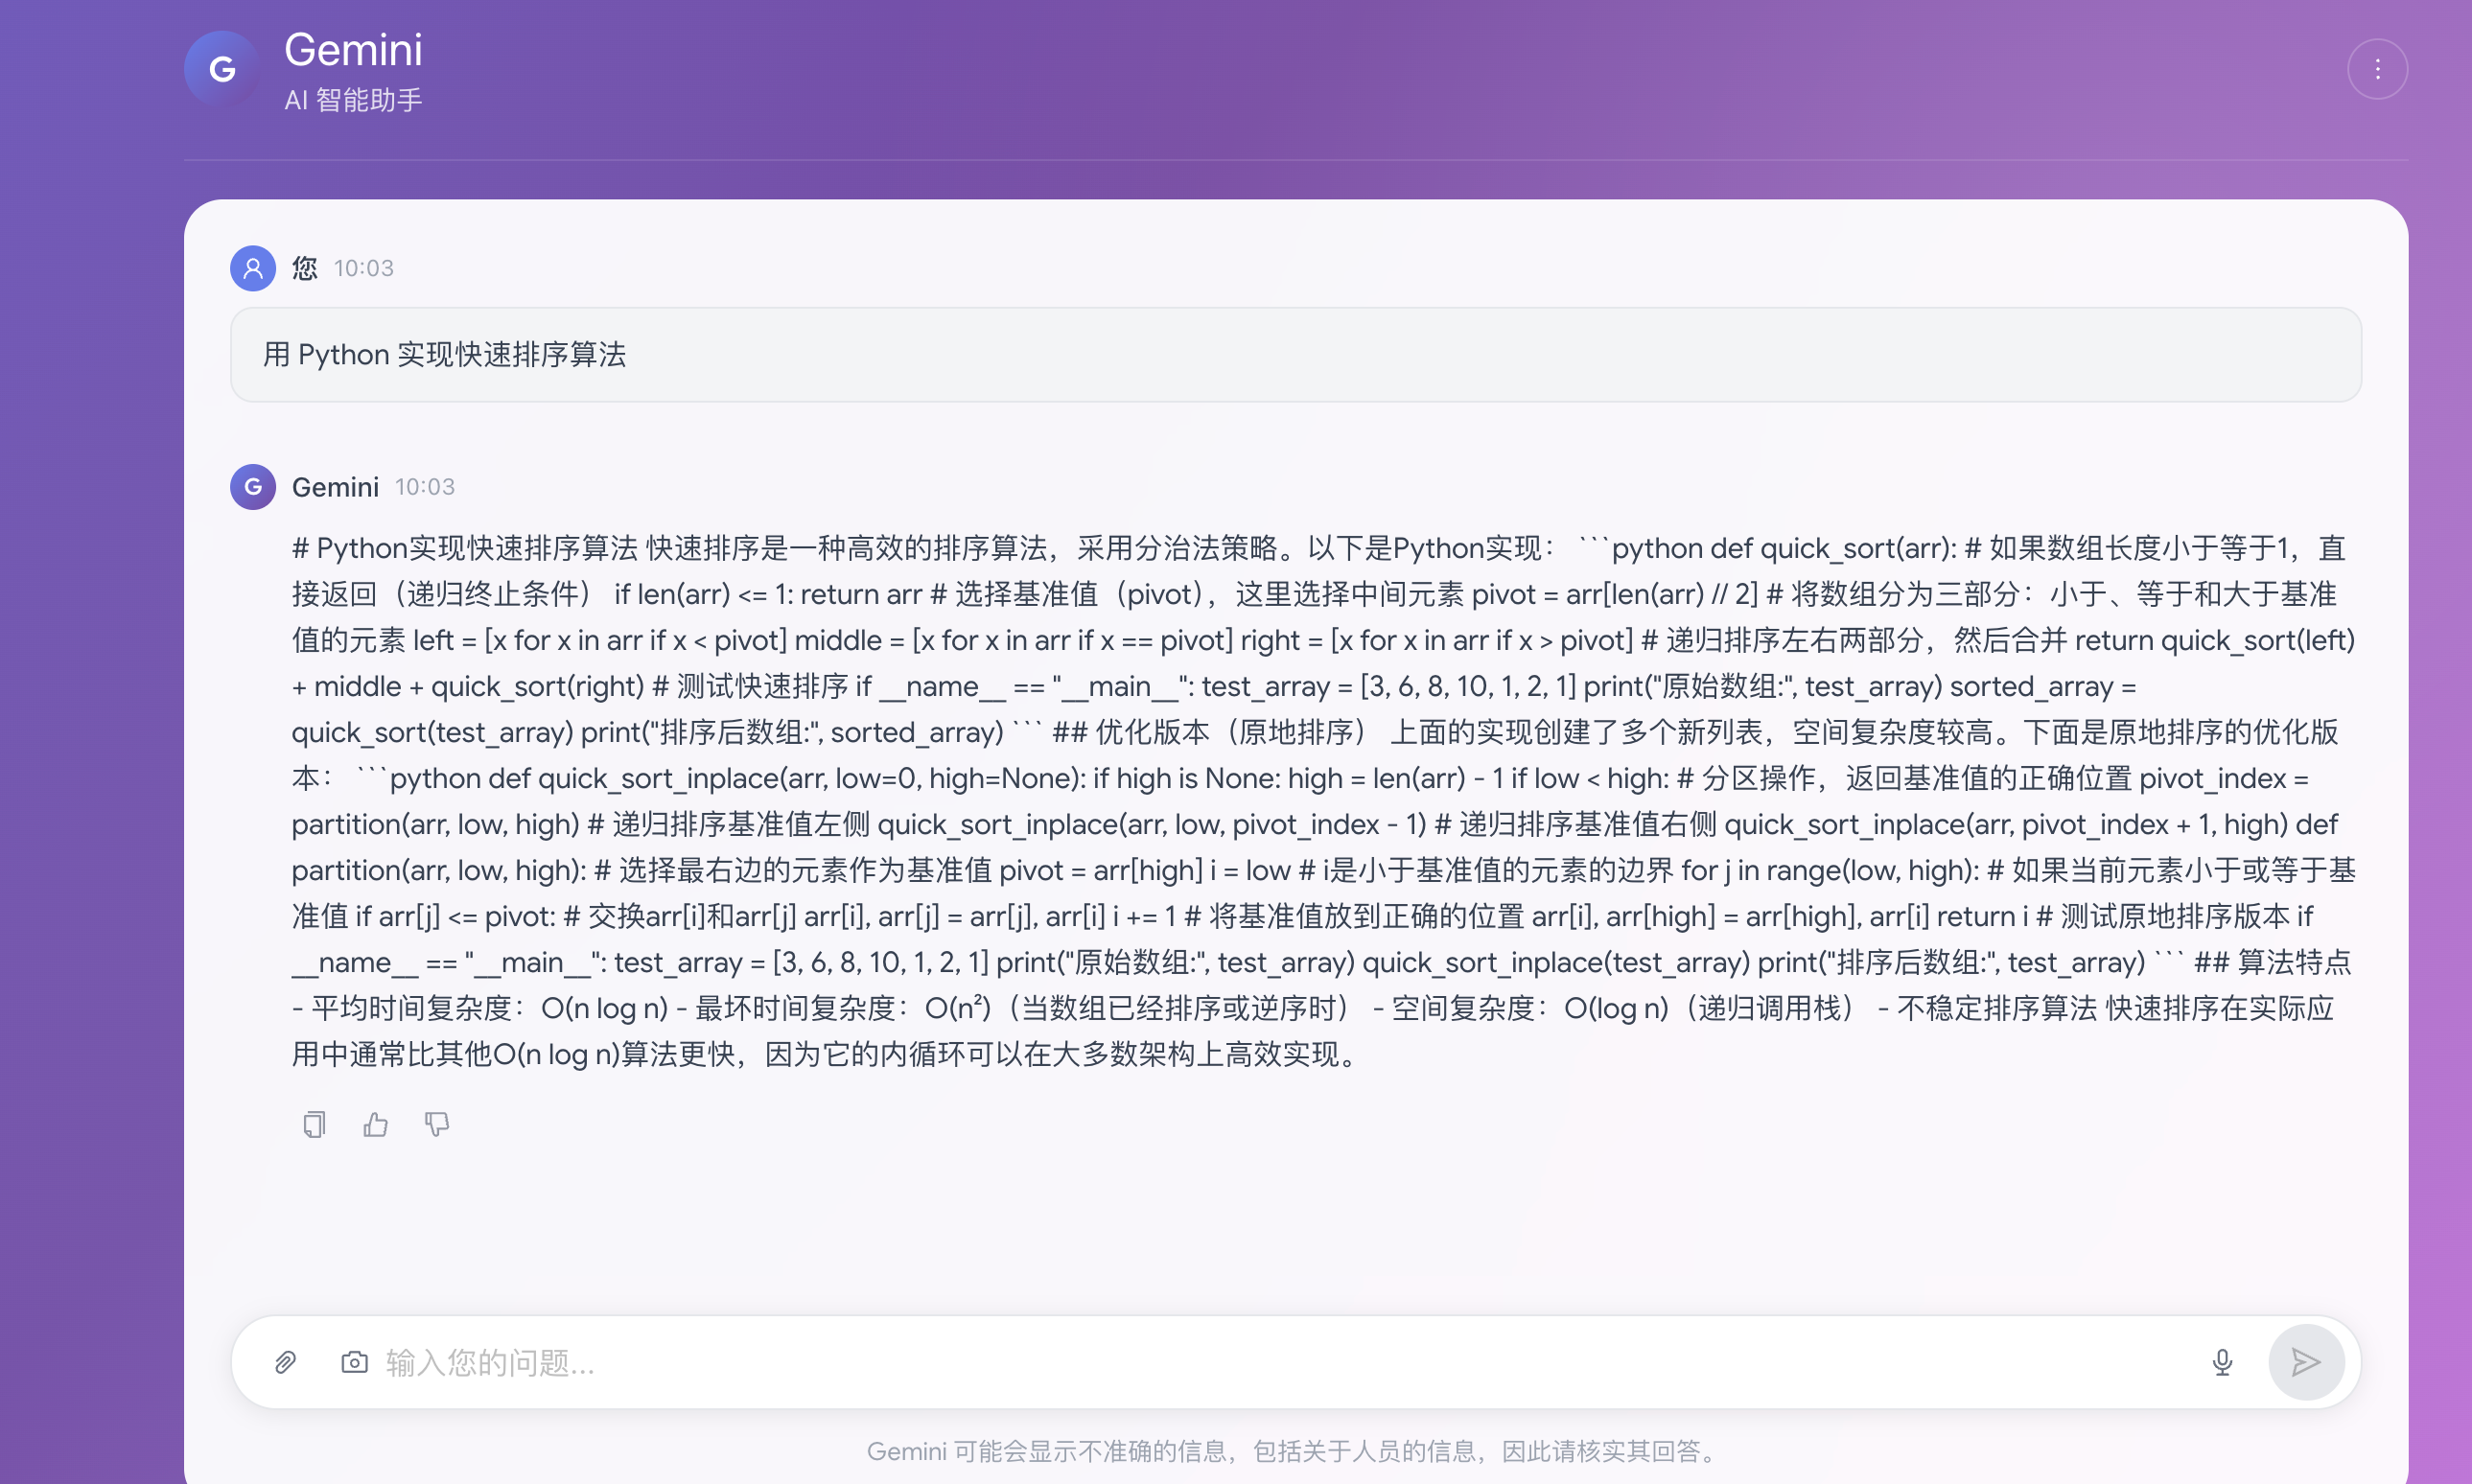 Gemini
AI 智能助手
您 10:03
用 Python 实现快速排序算法
Gemini 10:03
# Python实现快速排序算法 快速排序是一种高效的排序算法，采用分治法策略。以下是Python实现： ```python def quick_sort(arr): # 如果数组长度小于等于1，直
接返回（递归终止条件） if len(arr) <= 1: return arr # 选择基准值（pivot），这里选择中间元素 pivot = arr[len(arr) // 2] # 将数组分为三部分：小于、等于和大于基准
值的元素 left = [x for x in arr if x < pivot] middle = [x for x in arr if x == pivot] right = [x for x in arr if x > pivot] # 递归排序左右两部分，然后合并 return quick_sort(left)
+ middle + quick_sort(right) # 测试快速排序 if __name__ == "__main__": test_array = [3, 6, 8, 10, 1, 2, 1] print("原始数组:", test_array) sorted_array =
quick_sort(test_array) print("排序后数组:", sorted_array) ``` ## 优化版本（原地排序） 上面的实现创建了多个新列表，空间复杂度较高。下面是原地排序的优化版
本： ```python def quick_sort_inplace(arr, low=0, high=None): if high is None: high = len(arr) - 1 if low < high: # 分区操作，返回基准值的正确位置 pivot_index =
partition(arr, low, high) # 递归排序基准值左侧 quick_sort_inplace(arr, low, pivot_index - 1) # 递归排序基准值右侧 quick_sort_inplace(arr, pivot_index + 1, high) def
partition(arr, low, high): # 选择最右边的元素作为基准值 pivot = arr[high] i = low # i是小于基准值的元素的边界 for j in range(low, high): # 如果当前元素小于或等于基
准值 if arr[j] <= pivot: # 交换arr[i]和arr[j] arr[i], arr[j] = arr[j], arr[i] i += 1 # 将基准值放到正确的位置 arr[i], arr[high] = arr[high], arr[i] return i # 测试原地排序版本 if
__name__ == "__main__": test_array = [3, 6, 8, 10, 1, 2, 1] print("原始数组:", test_array) quick_sort_inplace(test_array) print("排序后数组:", test_array) ``` ## 算法特点
- 平均时间复杂度：O(n log n) - 最坏时间复杂度：O(n²)（当数组已经排序或逆序时） - 空间复杂度：O(log n)（递归调用栈） - 不稳定排序算法 快速排序在实际应
用中通常比其他O(n log n)算法更快，因为它的内循环可以在大多数架构上高效实现。
输入您的问题...
Gemini 可能会显示不准确的信息，包括关于人员的信息，因此请核实其回答。